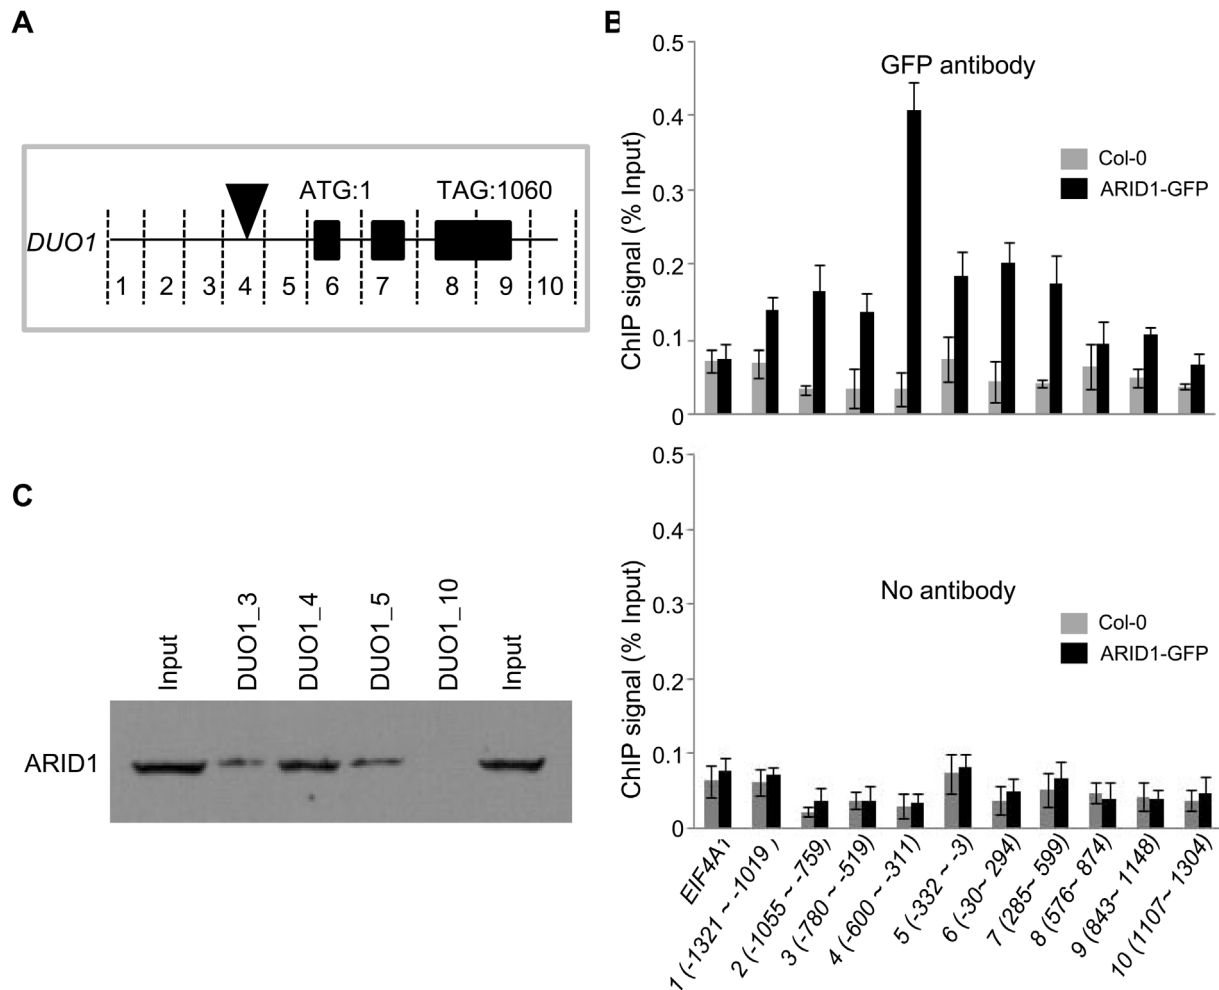 A
ATG:1 TAG:1060
DUO1
1 2 3 4 5 6 7 8 9 10
B
0.5
0.4
0.3
0.2
0.1
0
ChIP signal (% Input)
GFP antibody
Col-0
ARID1-GFP
0.5
0.4
0.3
0.2
0.1
0
ChIP signal (% Input)
No antibody
Col-0
ARID1-GFP
EIF4A1
1 (-1321 ~ -1019 )
2 (-1055 ~ -759)
3 (-780 ~ -519)
4 (-600 ~ -311)
5 (-332 ~ -3)
6 (-30~ 294)
7 (285~ 599)
8 (576~ 874)
9 (843~ 1148)
10 (1107~ 1304)
C
Input
DUO1_3
DUO1_4
DUO1_5
DUO1_10
Input
ARID1